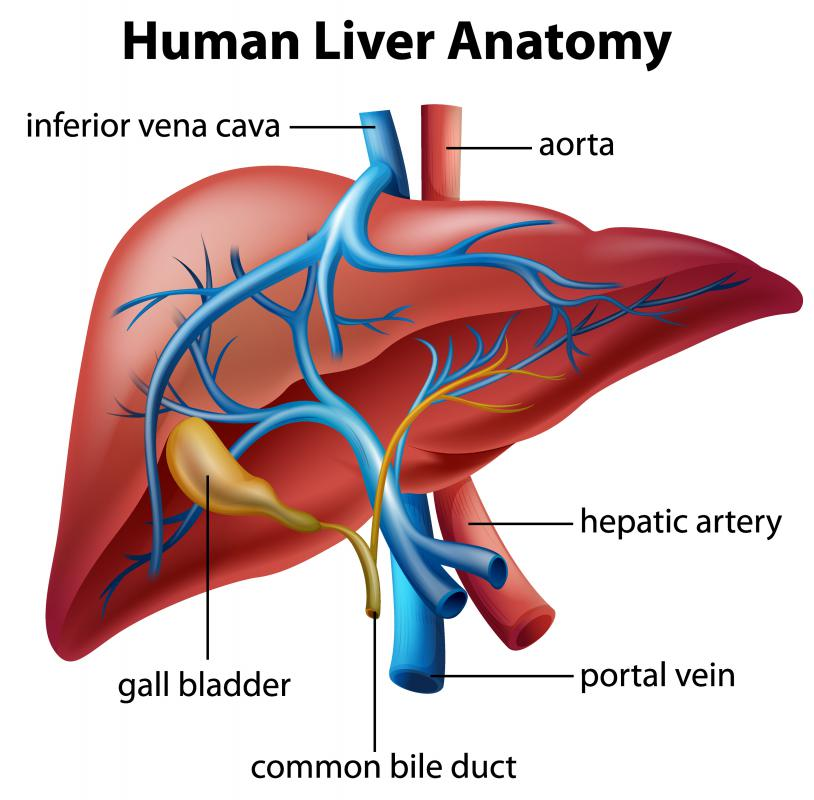 Human Liver Anatomy
inferior vena cava
aorta
hepatic artery
portal vein
gall bladder
common bile duct